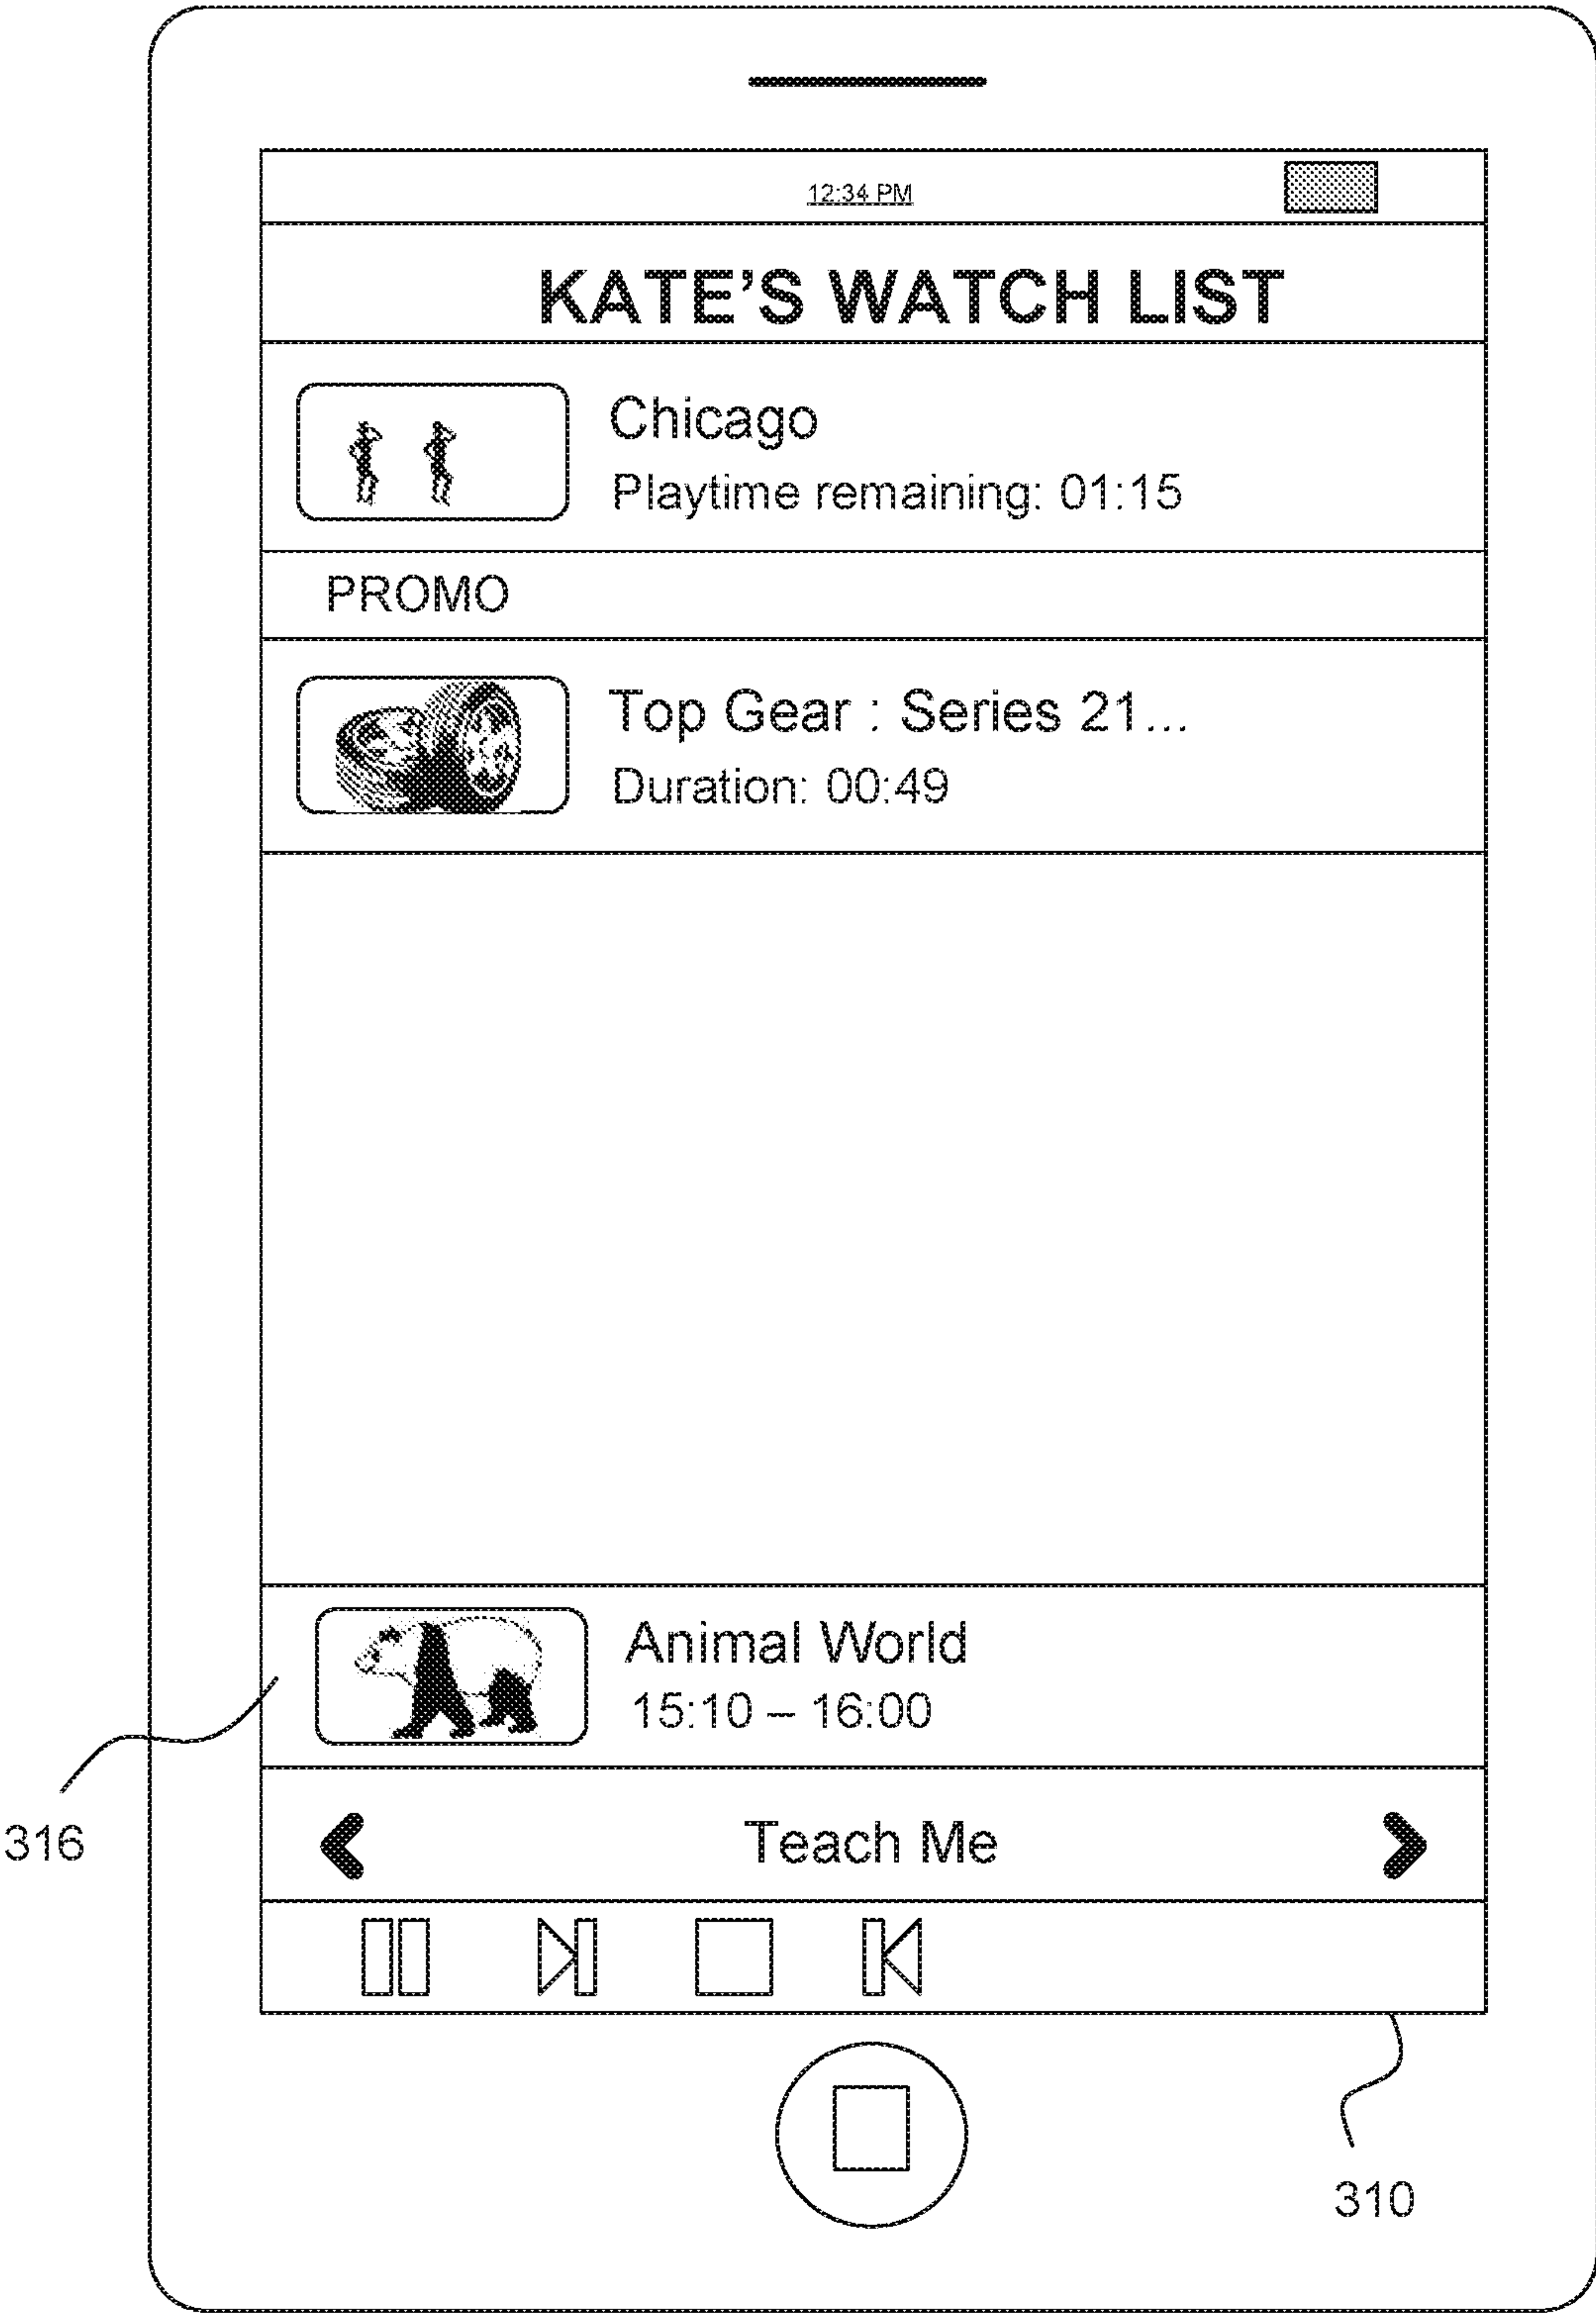 12:34 PM
KATE'S WATCH LIST
Chicago
Playtime remaining: 01:15
PROMO
Top Gear : Series 21...
Duration: 00:49
Animal World
15:10 – 16:00
316
Teach Me
310